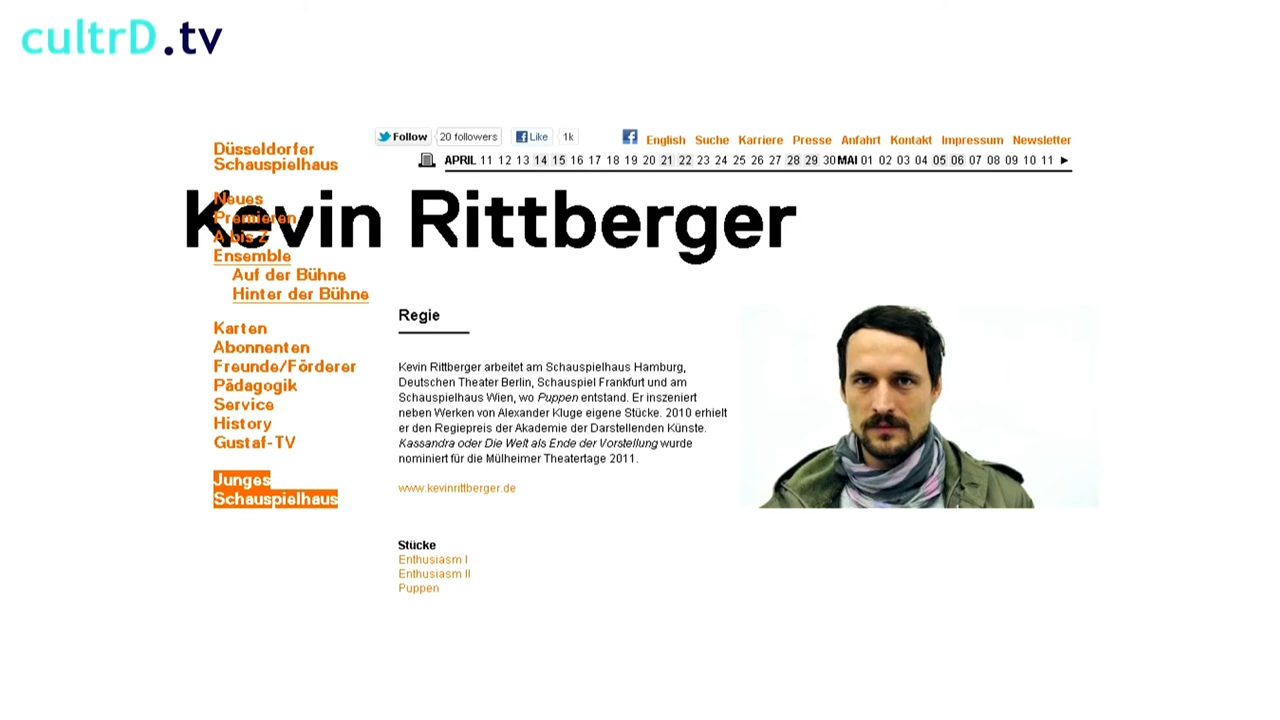 cultrD.tv
Follow 20 followers Like 1k
English Suche Karriere Presse Anfahrt Kontakt Impressum Newsletter
APRIL 11 12 13 14 15 16 17 18 19 20 21 22 23 24 25 26 27 28 29 30 MAI 01 02 03 04 05 06 07 08 09 10 11
Düsseldorfer
Schauspielhaus
Kevin Rittberger
Neues
Premieren
A bis Z
Ensemble
Auf der Bühne
Hinter der Bühne
Karten
Abonnenten
Freunde/Förderer
Pädagogik
Service
History
Gustaf-TV
Junges
Schauspielhaus
Regie
Kevin Rittberger arbeitet am Schauspielhaus Hamburg,
Deutschen Theater Berlin, Schauspiel Frankfurt und am
Schauspielhaus Wien, wo Puppen entstand. Er inszeniert
neben Werken von Alexander Kluge eigene Stücke. 2010 erhielt
er den Regiepreis der Akademie der Darstellenden Künste.
Kassandra oder Die Welt als Ende der Vorstellung wurde
nominiert für die Mülheimer Theatertage 2011.
www.kevinrittberger.de
Stücke
Enthusiasm I
Enthusiasm II
Puppen